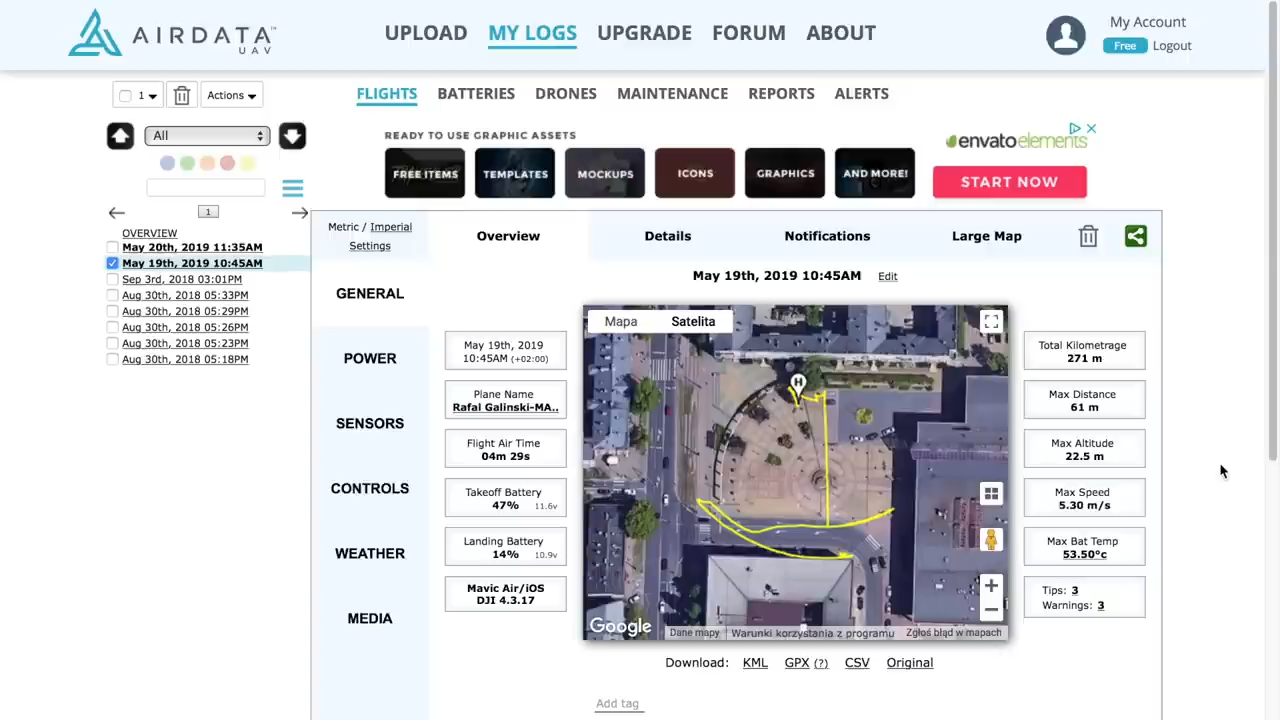 AIRDATA
UAV
UPLOAD MY LOGS UPGRADE FORUM ABOUT
My Account
Free Logout
1 Actions
FLIGHTS BATTERIES DRONES MAINTENANCE REPORTS ALERTS
All
READY TO USE GRAPHIC ASSETS
FREE ITEMS TEMPLATES MOCKUPS ICONS GRAPHICS AND MORE!
envatoelements
START NOW
1
OVERVIEW
May 20th, 2019 11:35AM
May 19th, 2019 10:45AM
Sep 3rd, 2018 03:01PM
Aug 30th, 2018 05:33PM
Aug 30th, 2018 05:29PM
Aug 30th, 2018 05:26PM
Aug 30th, 2018 05:23PM
Aug 30th, 2018 05:18PM
Metric / Imperial
Settings
Overview Details Notifications Large Map
GENERAL
POWER
SENSORS
CONTROLS
WEATHER
MEDIA
May 19th, 2019 10:45AM Edit
May 19th, 2019
10:45AM (+02:00)
Plane Name
Rafal Galinski-MA..
Flight Air Time
04m 29s
Takeoff Battery
47% 11.6v
Landing Battery
14% 10.9v
Mavic Air/iOS
DJI 4.3.17
Mapa Satelita
H
Google
Dane mapy Warunki korzystania z programu Zgłoś błąd w mapach
Total Kilometrage
271 m
Max Distance
61 m
Max Altitude
22.5 m
Max Speed
5.30 m/s
Max Bat Temp
53.50°c
Tips: 3
Warnings: 3
Download: KML GPX (?) CSV Original
Add tag